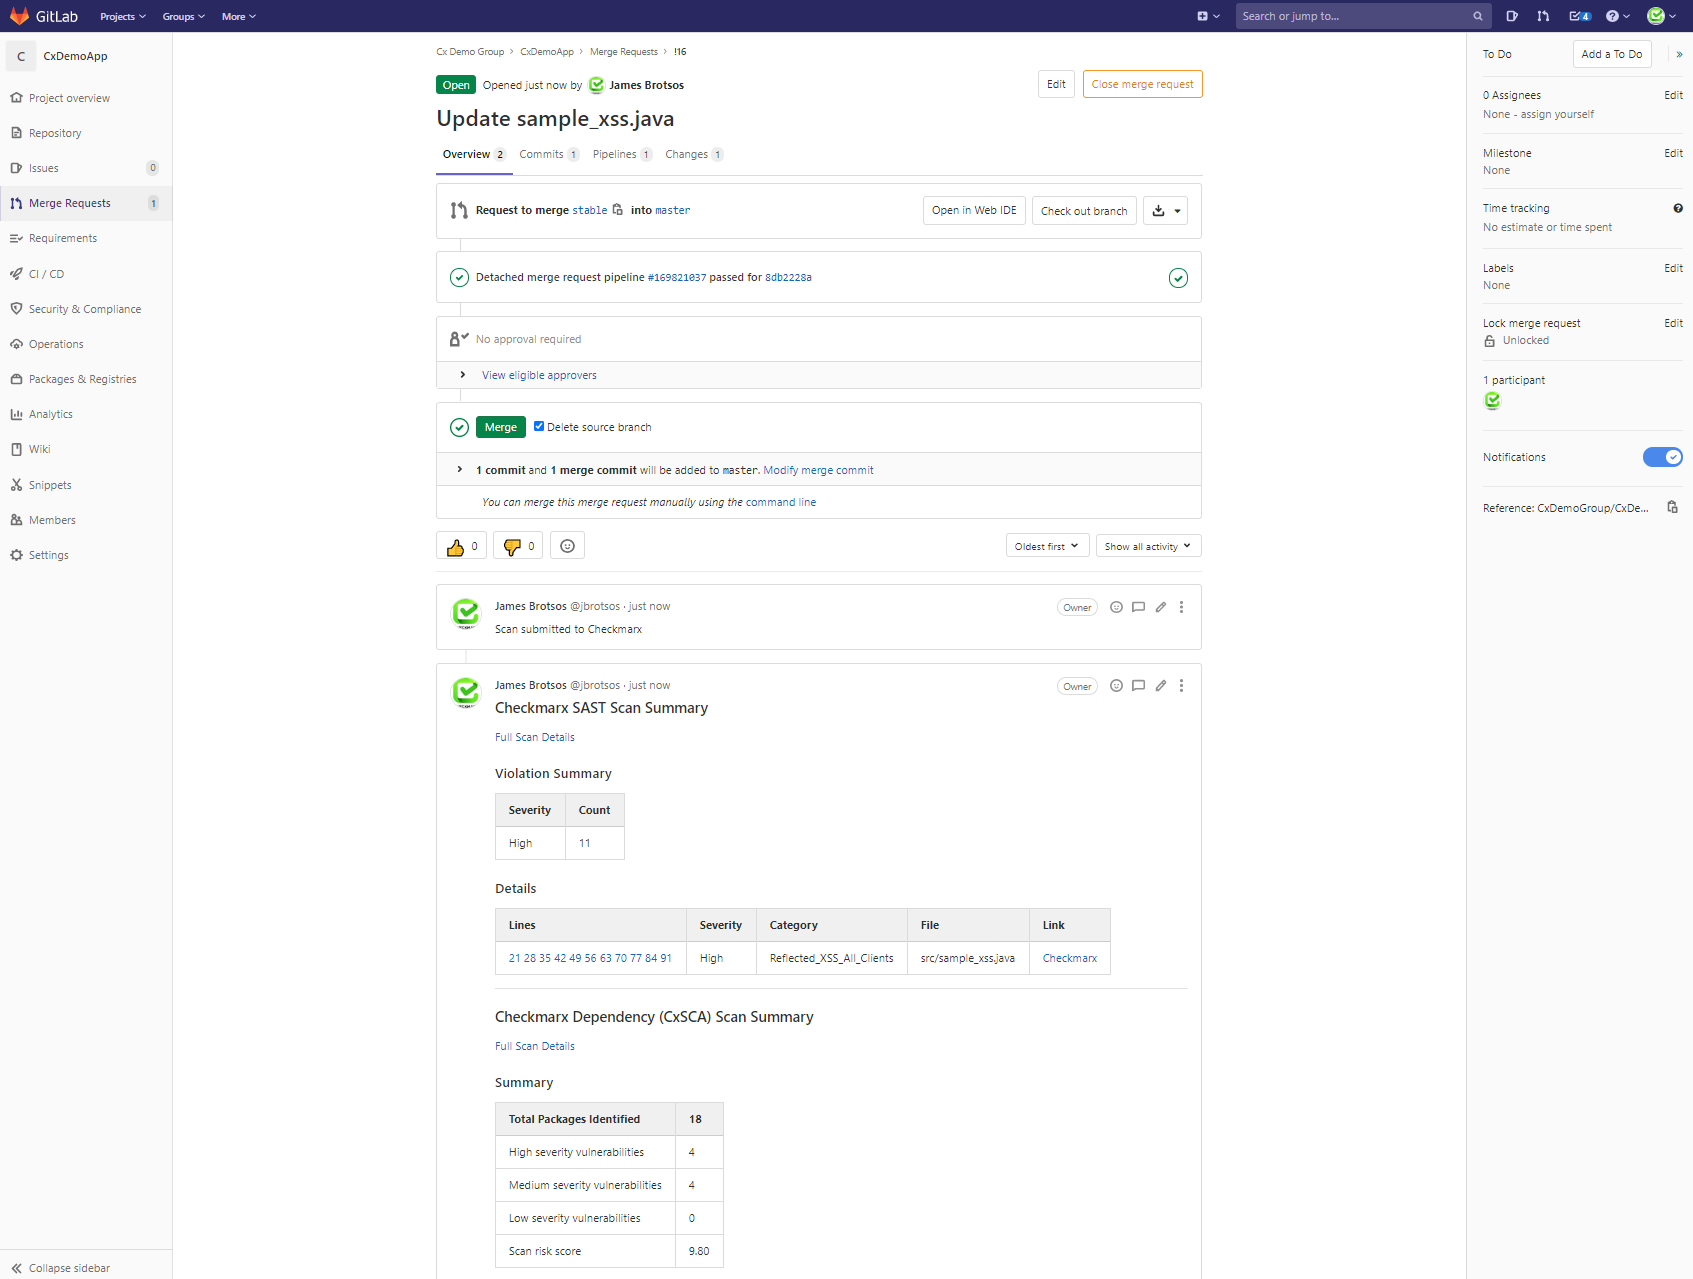 GitLab
Projects
Groups
More
Search or jump to...
4
C
CxDemoApp
Project overview
Repository
Issues 0
Merge Requests 1
Requirements
CI / CD
Security & Compliance
Operations
Packages & Registries
Analytics
Wiki
Snippets
Members
Settings
Collapse sidebar
Cx Demo Group > CxDemoApp > Merge Requests > !16
Open Opened just now by James Brotsos
Edit
Close merge request
Update sample_xss.java
Overview 2 Commits 1 Pipelines 1 Changes 1
Request to merge stable into master
Open in Web IDE
Check out branch
Detached merge request pipeline #169821037 passed for 8db2228a
No approval required
View eligible approvers
Merge Delete source branch
1 commit and 1 merge commit will be added to master. Modify merge commit
You can merge this merge request manually using the command line
0 0
Oldest first Show all activity
James Brotsos @jbrotsos · just now
Owner
Scan submitted to Checkmarx
James Brotsos @jbrotsos · just now
Owner
Checkmarx SAST Scan Summary
Full Scan Details
Violation Summary
Severity Count
High 11
Details
Lines Severity Category File Link
21 28 35 42 49 56 63 70 77 84 91 High Reflected_XSS_All_Clients src/sample_xss.java Checkmarx
Checkmarx Dependency (CxSCA) Scan Summary
Full Scan Details
Summary
Total Packages Identified 18
High severity vulnerabilities 4
Medium severity vulnerabilities 4
Low severity vulnerabilities 0
Scan risk score 9.80
To Do
Add a To Do
»
0 Assignees Edit
None - assign yourself
Milestone Edit
None
Time tracking
No estimate or time spent
Labels Edit
None
Lock merge request Edit
Unlocked
1 participant
Notifications
Reference: CxDemoGroup/CxDe...